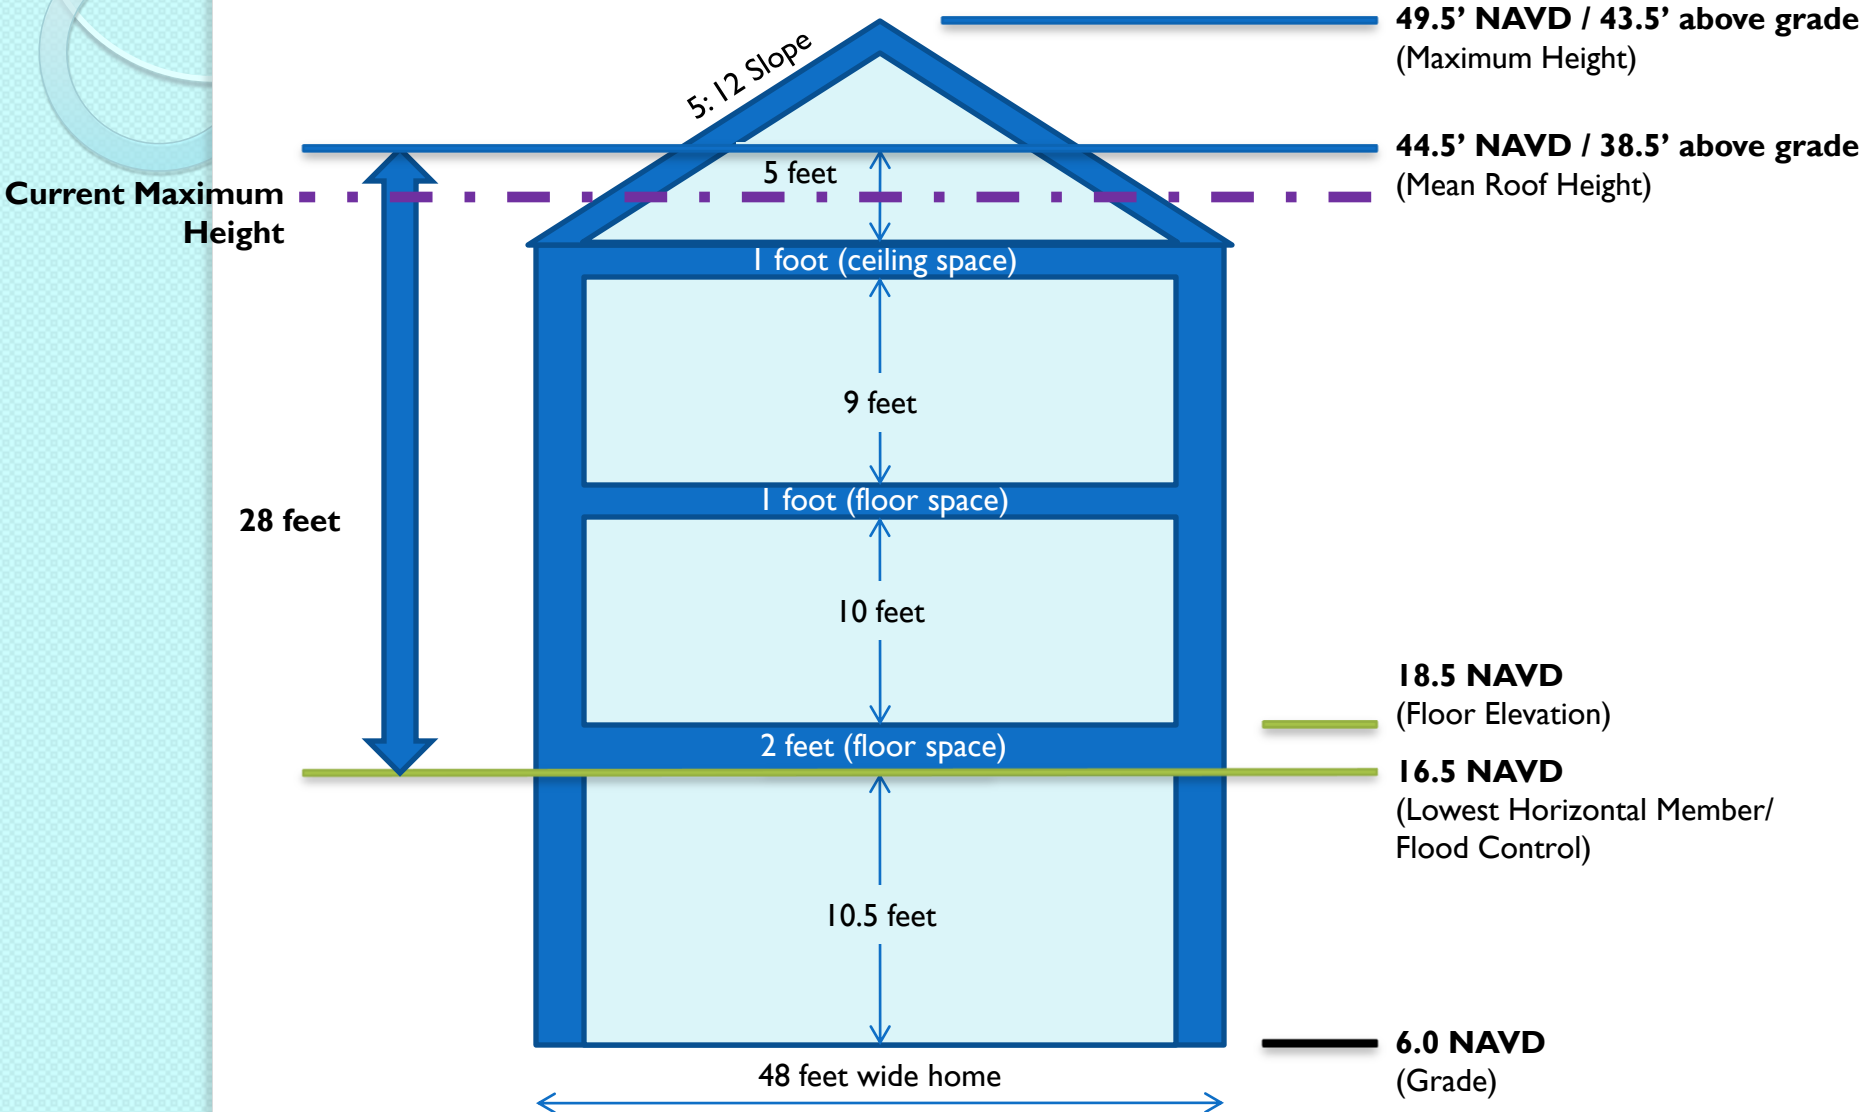 49.5’ NAVD / 43.5’ above grade
(Maximum Height)
5: 12 Slope
44.5’ NAVD / 38.5’ above grade
(Mean Roof Height)
5 feet
Current Maximum
Height
1 foot (ceiling space)
9 feet
1 foot (floor space)
28 feet
10 feet
18.5 NAVD
(Floor Elevation)
2 feet (floor space)
16.5 NAVD
(Lowest Horizontal Member/
Flood Control)
10.5 feet
6.0 NAVD
(Grade)
48 feet wide home